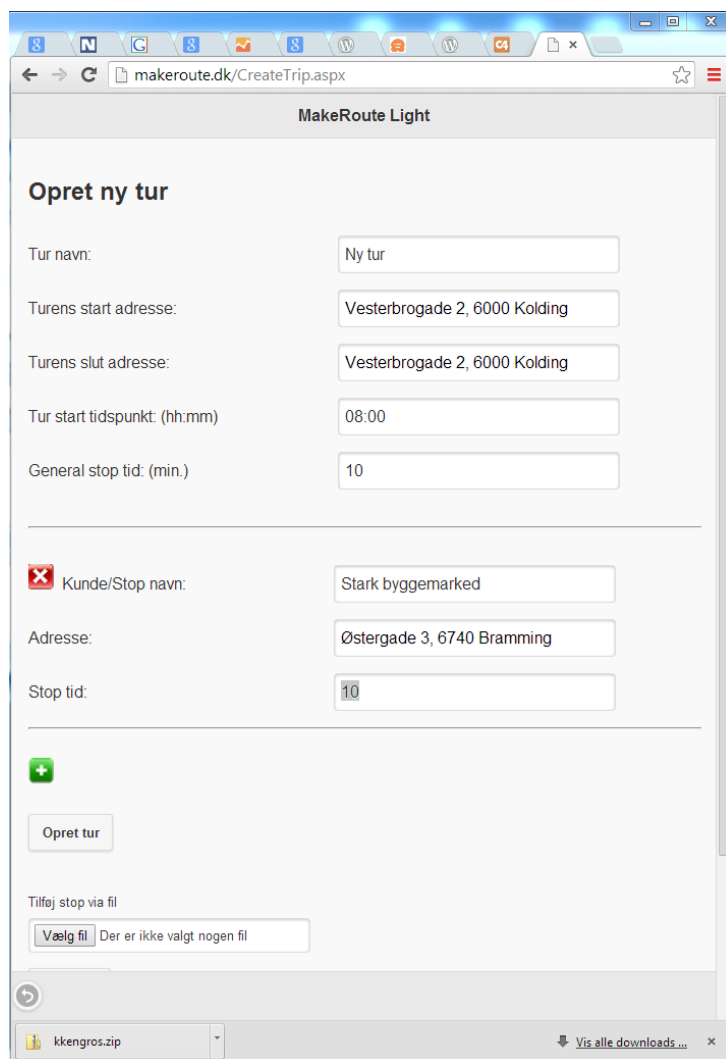 makeroute.dk/CreateTrip.aspx
MakeRoute Light
Opret ny tur
Tur navn: Ny tur
Turens start adresse: Vesterbrogade 2, 6000 Kolding
Turens slut adresse: Vesterbrogade 2, 6000 Kolding
Tur start tidspunkt: (hh:mm) 08:00
General stop tid: (min.) 10
Kunde/Stop navn: Stark byggemarked
Adresse: Østergade 3, 6740 Bramming
Stop tid: 10
Opret tur
Tilføj stop via fil
Vælg fil Der er ikke valgt nogen fil
kkengros.zip Vis alle downloads ...